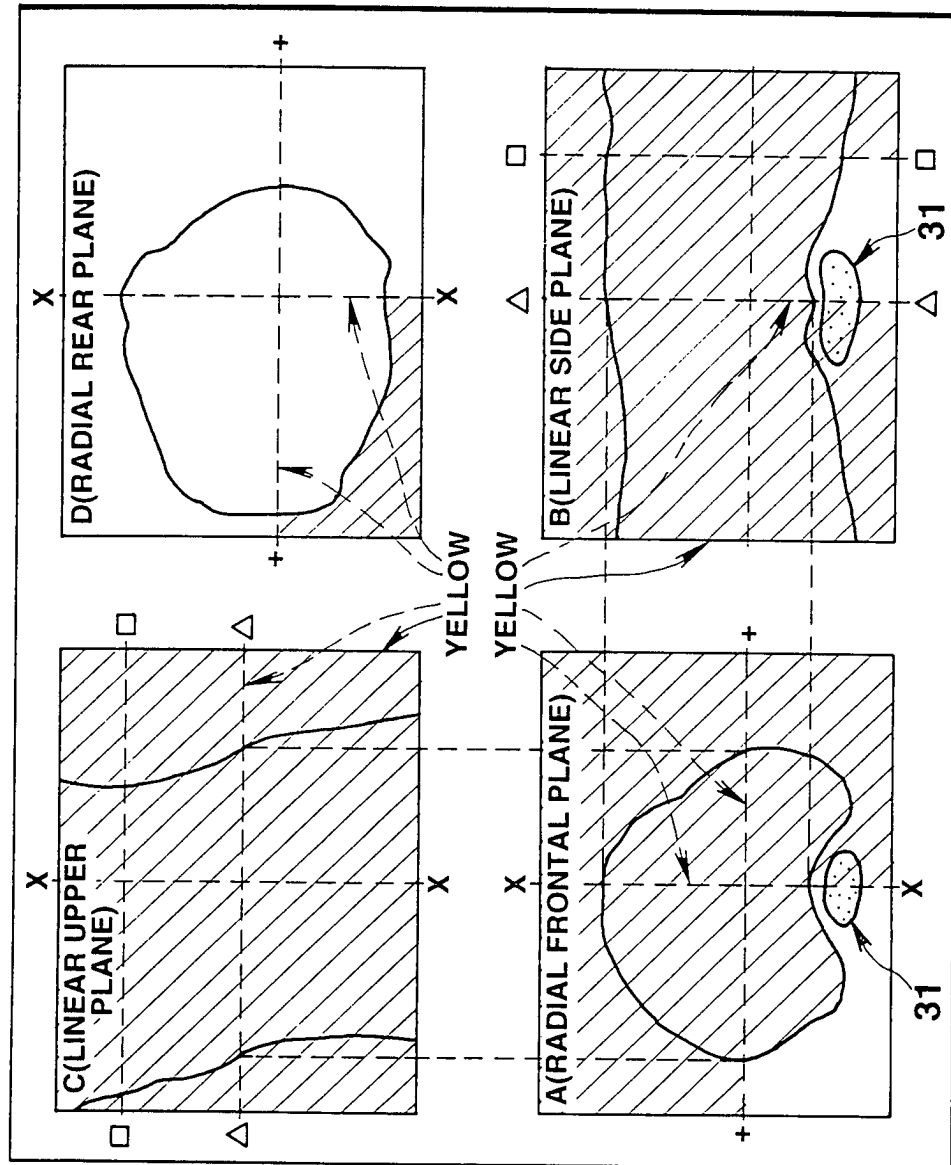 C(LINEAR UPPER
PLANE)
D(RADIAL REAR PLANE)
X
X
X
X
+
+
YELLOW
YELLOW
A(RADIAL FRONTAL PLANE)
B(LINEAR SIDE PLANE)
X
X
+
+
31
31